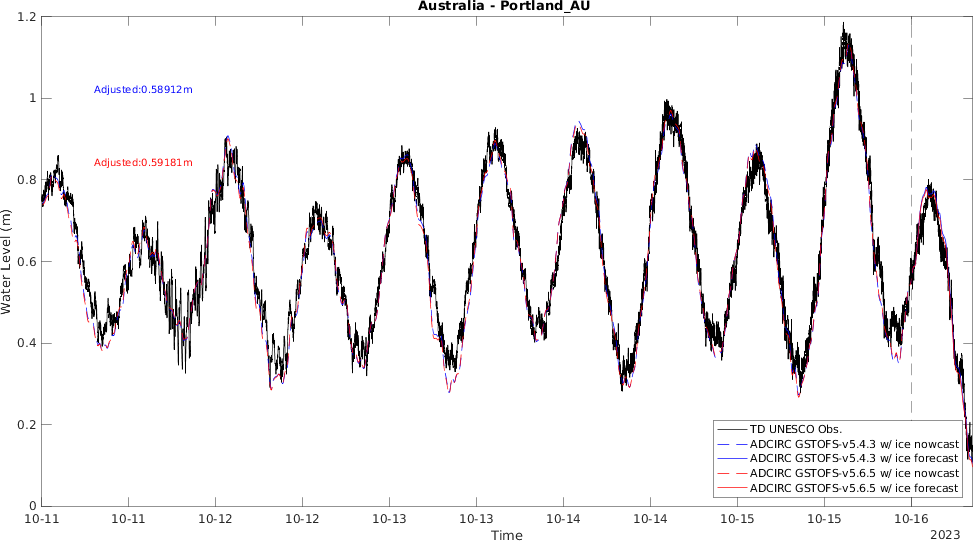 Australia - Portland_AU
1.2
1
0.8
0.6
0.4
0.2
0
Water Level (m)
Adjusted:0.58912m
Adjusted:0.59181m
TD UNESCO Obs.
ADCIRC GSTOFS-v5.4.3 w/ ice nowcast
ADCIRC GSTOFS-v5.4.3 w/ ice forecast
ADCIRC GSTOFS-v5.6.5 w/ ice nowcast
ADCIRC GSTOFS-v5.6.5 w/ ice forecast
10-11 10-11 10-12 10-12 10-13 10-13 10-14 10-14 10-15 10-15 10-16
Time
2023